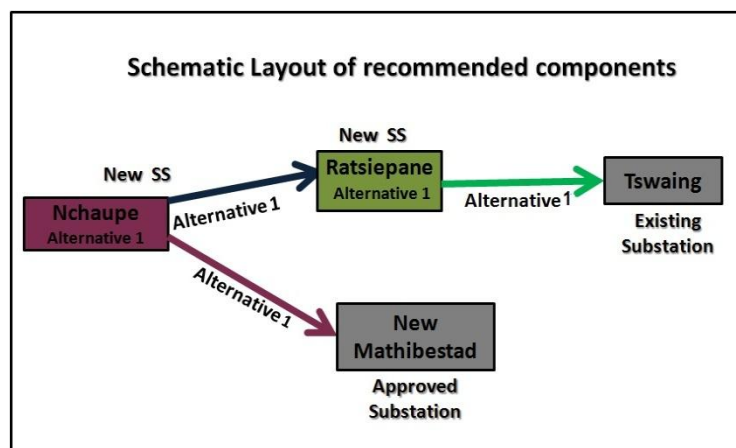 Schematic Layout of recommended components
New SS
New SS
Ratsiepane
Alternative 1
Nchaupe
Alternative 1
Alternative 1
Alternative 1
Tswaing
Existing
Substation
Alternative 1
New
Mathibestad
Approved
Substation